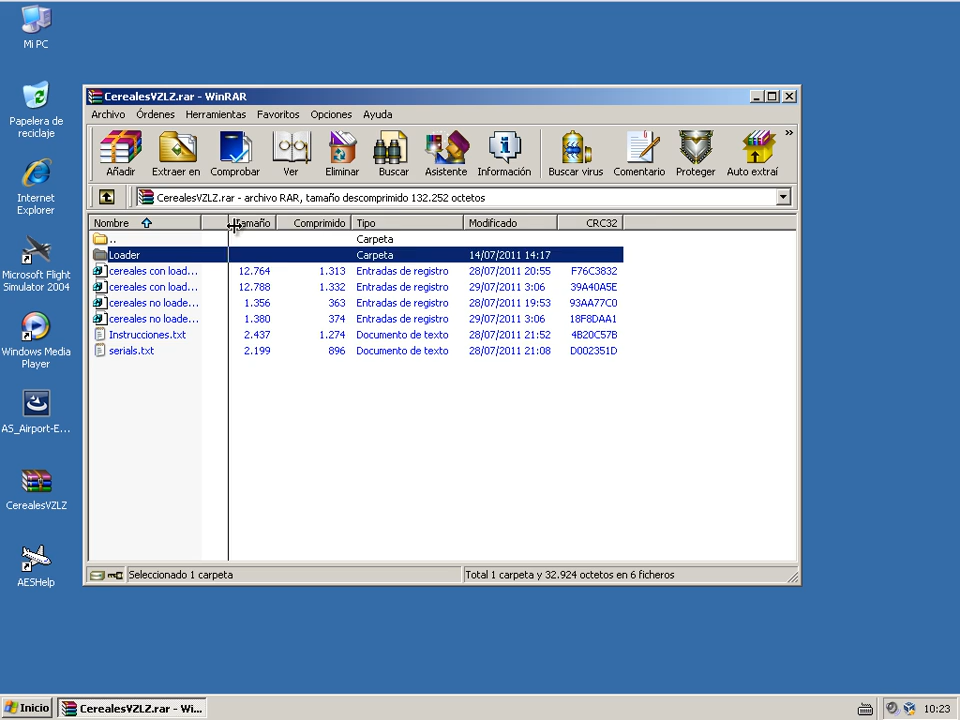 Mi PC
Papelera de
reciclaje
Internet
Explorer
Microsoft Flight
Simulator 2004
Windows Media
Player
AS_Airport-E...
CerealesVZLZ
AESHelp
CerealesVZLZ.rar - WinRAR
Archivo Órdenes Herramientas Favoritos Opciones Ayuda
Añadir Extraer en Comprobar Ver Eliminar Buscar Asistente Información Buscar virus Comentario Proteger Auto extraí
CerealesVZLZ.rar - archivo RAR, tamaño descomprimido 132.252 octetos
Nombre Tamaño Comprimido Tipo Modificado CRC32
.. Carpeta
Loader Carpeta 14/07/2011 14:17
cereales con load... 12.764 1.313 Entradas de registro 28/07/2011 20:55 F76C3832
cereales con load... 12.788 1.332 Entradas de registro 29/07/2011 3:06 39A40A5E
cereales no loade... 1.356 363 Entradas de registro 28/07/2011 19:53 93AA77C0
cereales no loade... 1.380 374 Entradas de registro 29/07/2011 3:06 18F8DAA1
Instrucciones.txt 2.437 1.274 Documento de texto 28/07/2011 21:52 4B20C57B
serials.txt 2.199 896 Documento de texto 28/07/2011 21:08 D002351D
Seleccionado 1 carpeta Total 1 carpeta y 32.924 octetos en 6 ficheros
Inicio CerealesVZLZ.rar - Wi... 10:23